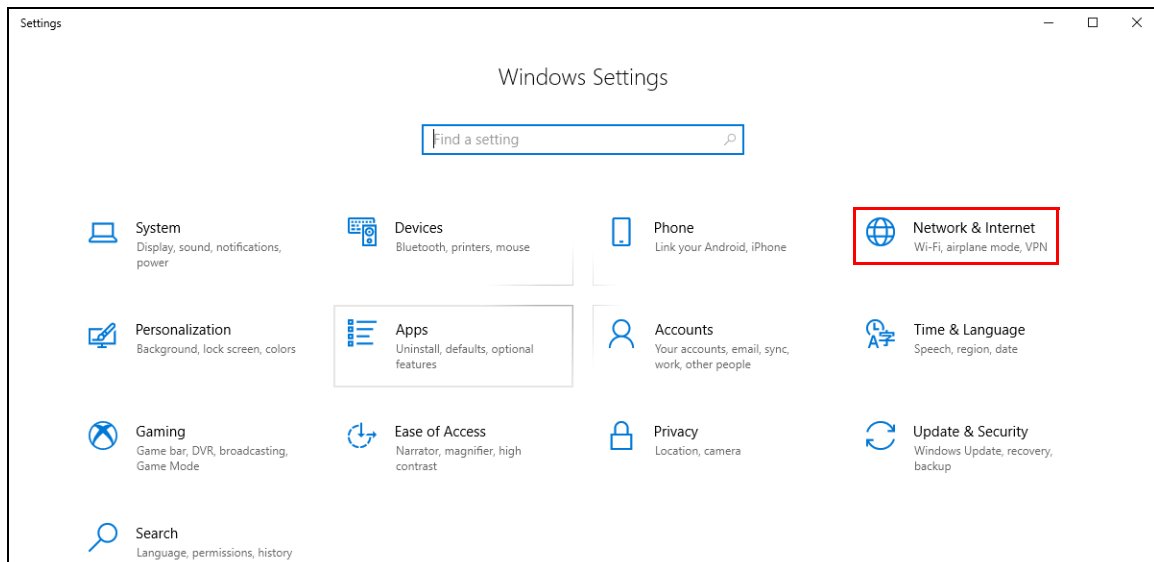 Settings
Windows Settings
Find a setting
System
Display, sound, notifications,
power
Devices
Bluetooth, printers, mouse
Phone
Link your Android, iPhone
Network & Internet
Wi-Fi, airplane mode, VPN
Personalization
Background, lock screen, colors
Apps
Uninstall, defaults, optional
features
Accounts
Your accounts, email, sync,
work, other people
Time & Language
Speech, region, date
Gaming
Game bar, DVR, broadcasting,
Game Mode
Ease of Access
Narrator, magnifier, high
contrast
Privacy
Location, camera
Update & Security
Windows Update, recovery,
backup
Search
Language, permissions, history